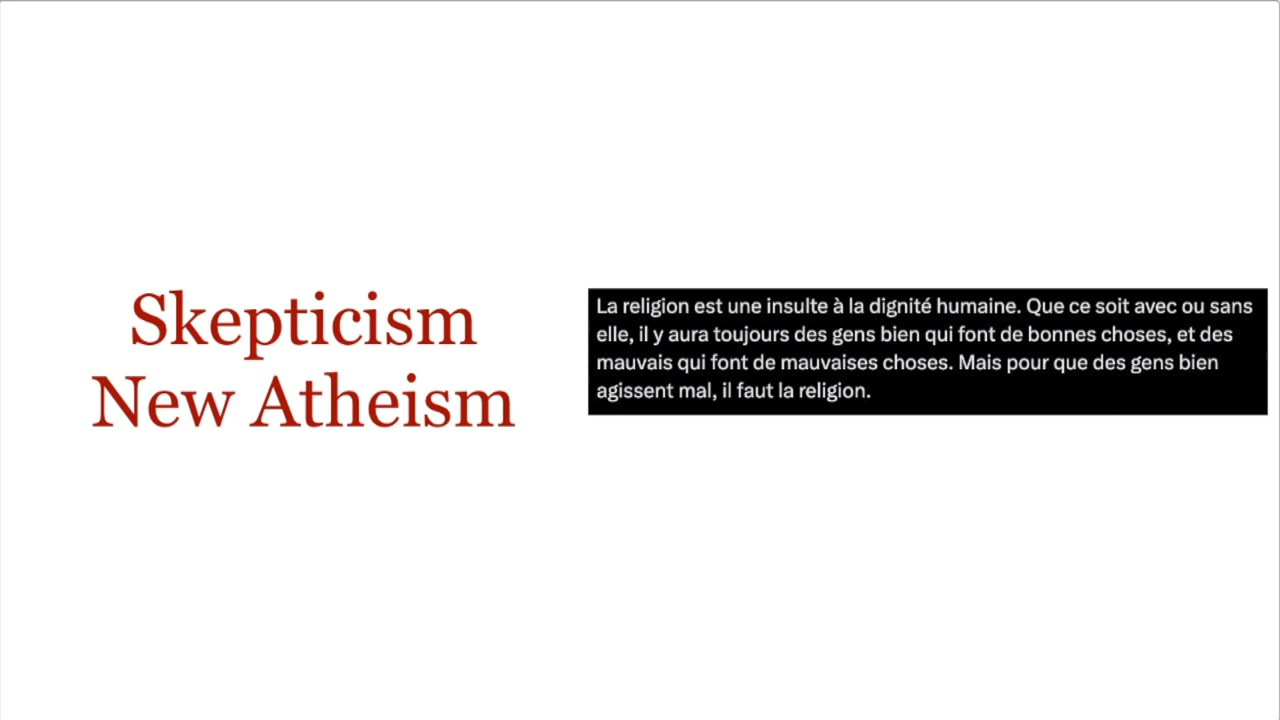 Skepticism
New Atheism
La religion est une insulte à la dignité humaine. Que ce soit avec ou sans
elle, il y aura toujours des gens bien qui font de bonnes choses, et des
mauvais qui font de mauvaises choses. Mais pour que des gens bien
agissent mal, il faut la religion.